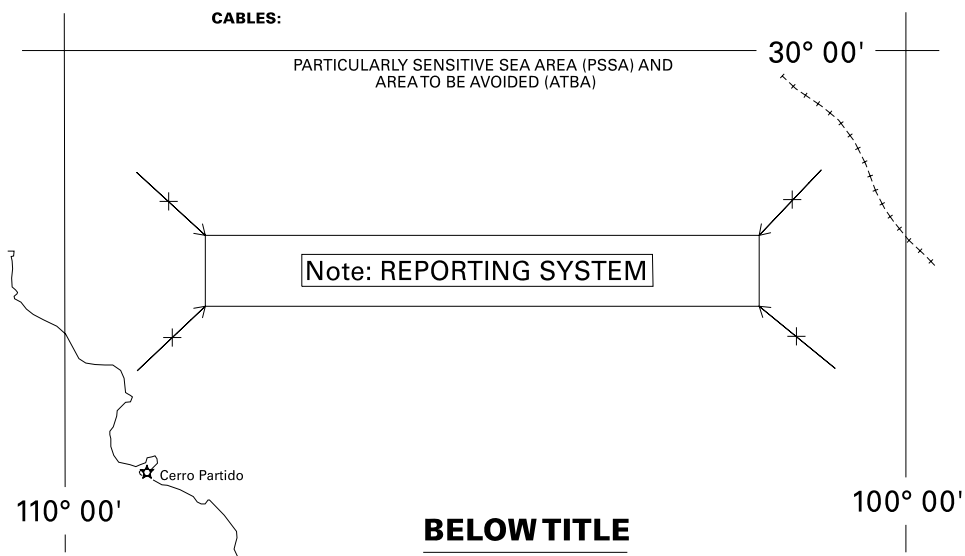 CABLES:
30° 00'
PARTICULARLY SENSITIVE SEA AREA (PSSA) AND
AREA TO BE AVOIDED (ATBA)
Note: REPORTING SYSTEM
Cerro Partido
110° 00'
100° 00'
BELOW TITLE